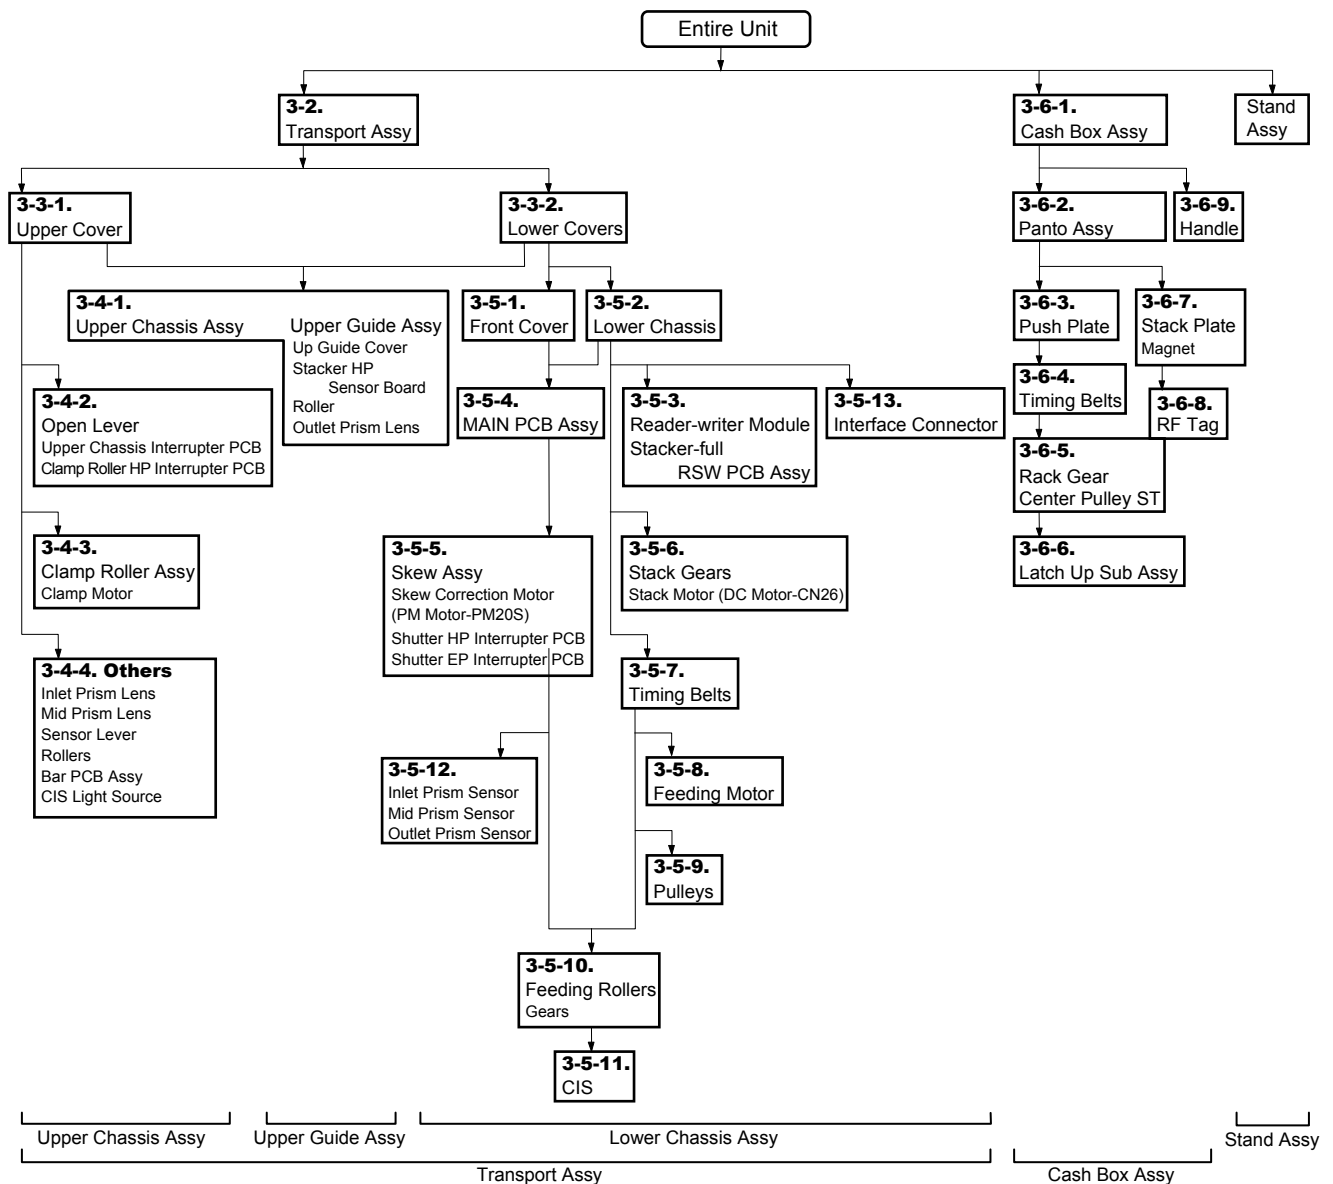 Entire Unit
3-2.
Transport Assy
3-6-1.
Cash Box Assy
Stand
Assy
3-3-1.
Upper Cover
3-3-2.
Lower Covers
3-6-2.
Panto Assy
3-6-9.
Handle
3-4-1.
Upper Chassis Assy
Upper Guide Assy
Up Guide Cover
Stacker HP
Sensor Board
Roller
Outlet Prism Lens
3-5-1.
Front Cover
3-5-2.
Lower Chassis
3-6-3.
Push Plate
3-6-7.
Stack Plate
Magnet
3-4-2.
Open Lever
Upper Chassis Interrupter PCB
Clamp Roller HP Interrupter PCB
3-5-4.
MAIN PCB Assy
3-5-3.
Reader-writer Module
Stacker-full
RSW PCB Assy
3-5-13.
Interface Connector
3-6-4.
Timing Belts
3-6-8.
RF Tag
3-6-5.
Rack Gear
Center Pulley ST
3-4-3.
Clamp Roller Assy
Clamp Motor
3-5-5.
Skew Assy
Skew Correction Motor
(PM Motor-PM20S)
Shutter HP Interrupter PCB
Shutter EP Interrupter PCB
3-5-6.
Stack Gears
Stack Motor (DC Motor-CN26)
3-6-6.
Latch Up Sub Assy
3-4-4. Others
Inlet Prism Lens
Mid Prism Lens
Sensor Lever
Rollers
Bar PCB Assy
CIS Light Source
3-5-7.
Timing Belts
3-5-12.
Inlet Prism Sensor
Mid Prism Sensor
Outlet Prism Sensor
3-5-8.
Feeding Motor
3-5-9.
Pulleys
3-5-10.
Feeding Rollers
Gears
3-5-11.
CIS
Upper Chassis Assy
Upper Guide Assy
Lower Chassis Assy
Stand Assy
Transport Assy
Cash Box Assy